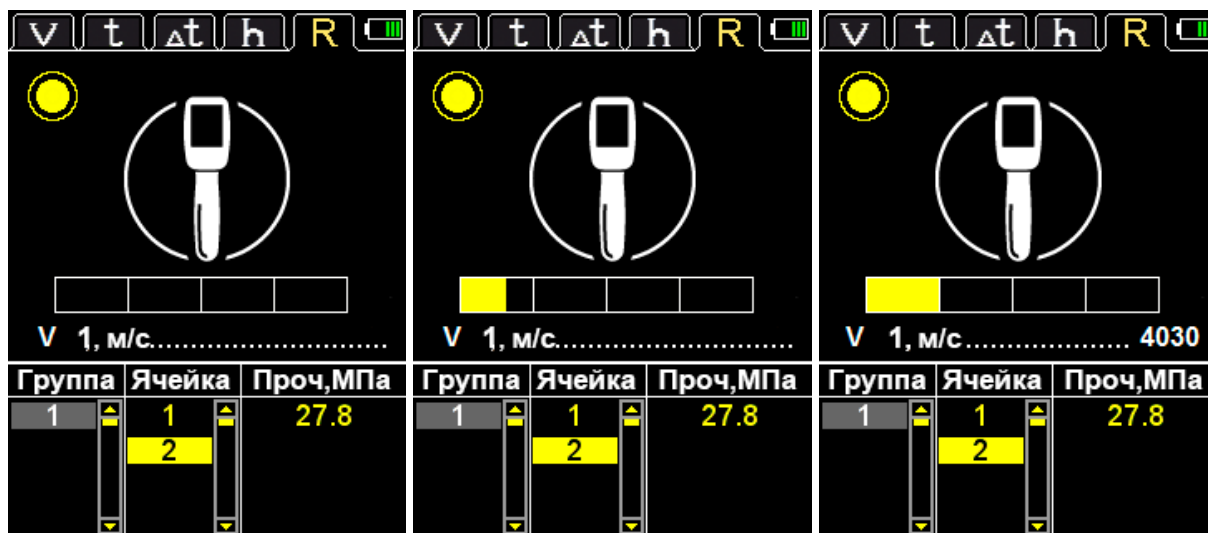 V t Δt h R
V 1, м/с...........................
Группа Ячейка Проч,МПа
1 1 27.8
2
V t Δt h R
V 1, м/с...........................
Группа Ячейка Проч,МПа
1 1 27.8
2
V t Δt h R
V 1, м/с.................... 4030
Группа Ячейка Проч,МПа
1 1 27.8
2